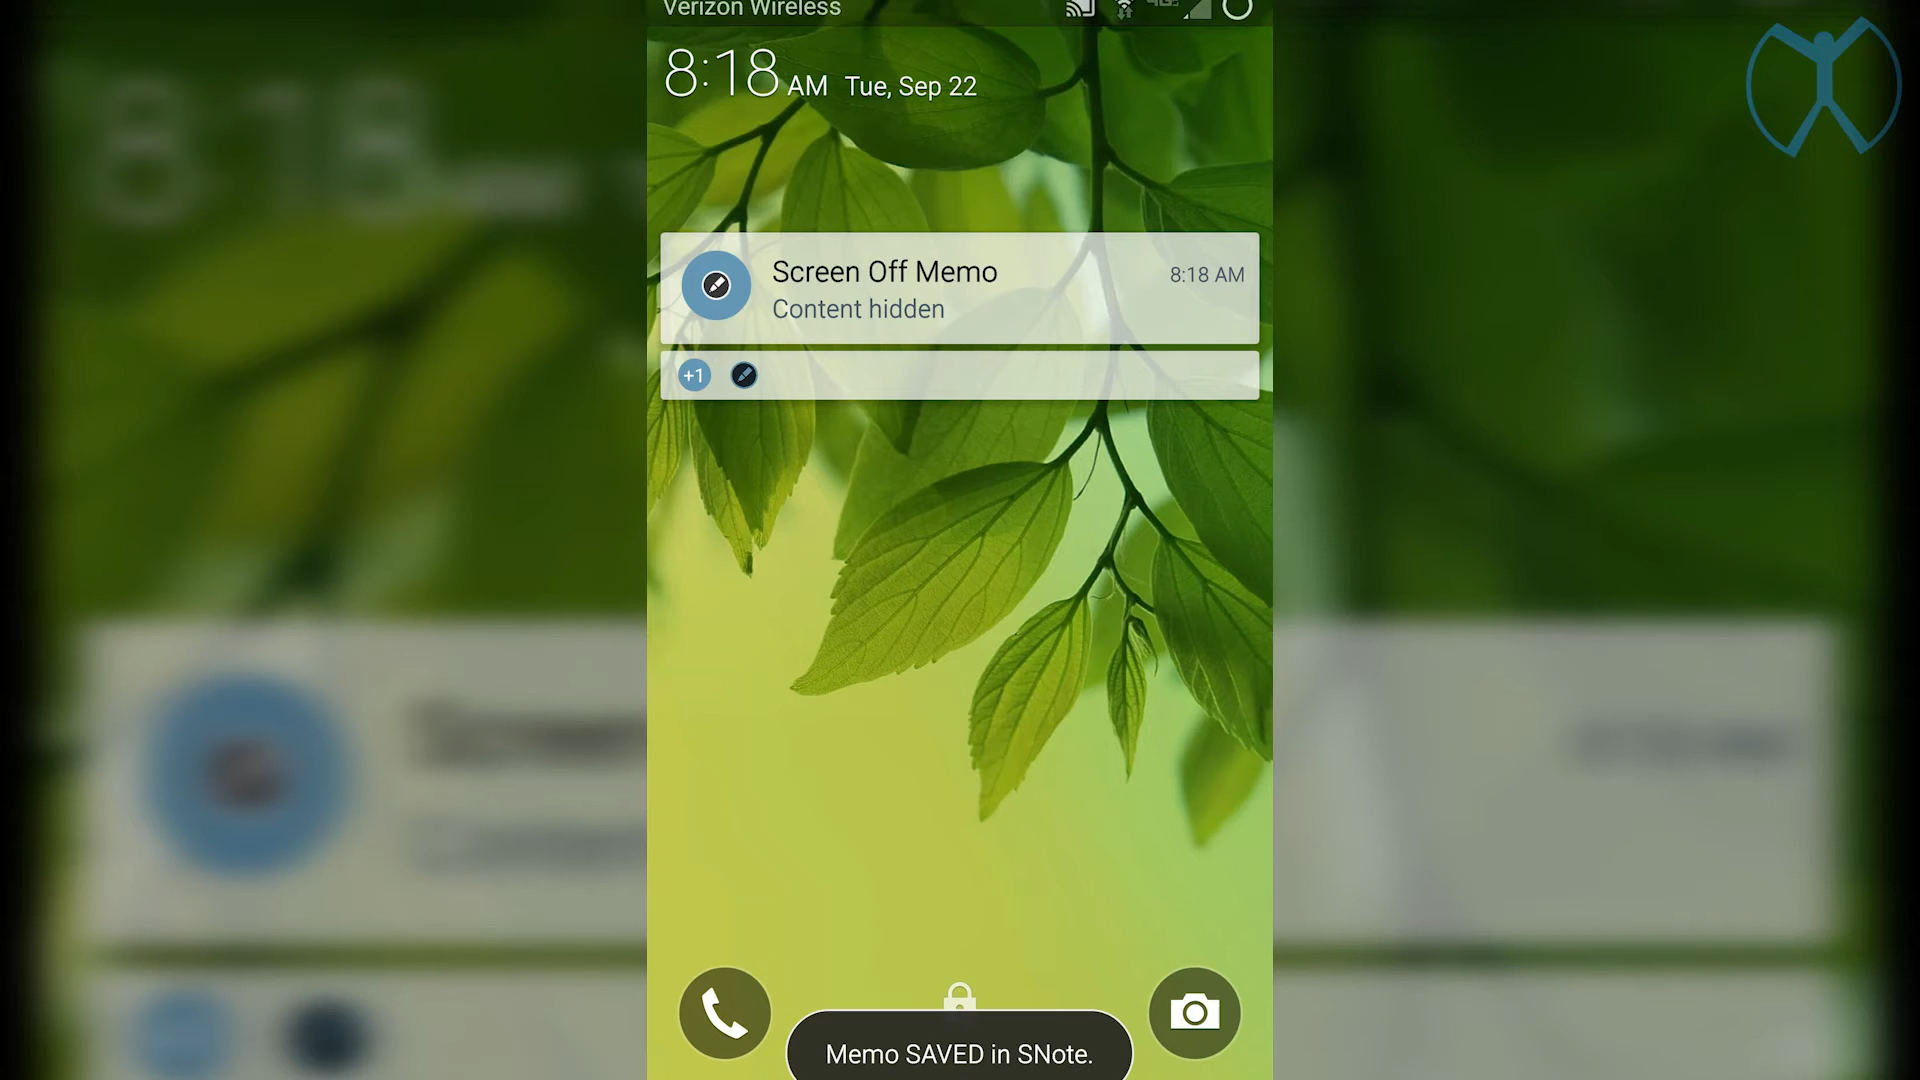 Verizon Wireless
8:18 AM Tue, Sep 22
Screen Off Memo
8:18 AM
Content hidden
+1
Memo SAVED in SNote.